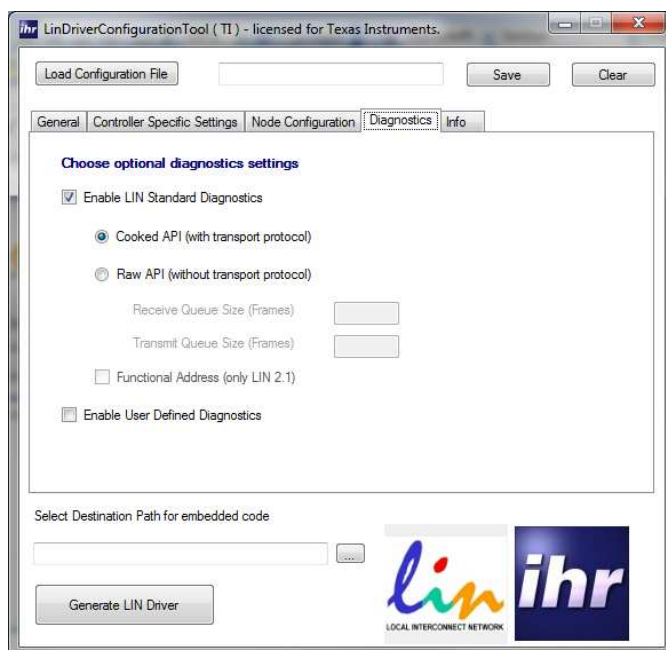 ihr LinDriverConfigurationTool ( TI ) - licensed for Texas Instruments.
Load Configuration File Save Clear
General Controller Specific Settings Node Configuration Diagnostics Info
Choose optional diagnostics settings
Enable LIN Standard Diagnostics
Cooked API (with transport protocol)
Raw API (without transport protocol)
Receive Queue Size (Frames)
Transmit Queue Size (Frames)
Functional Address (only LIN 2.1)
Enable User Defined Diagnostics
Select Destination Path for embedded code
...
Generate LIN Driver
lin
LOCAL INTERCONNECT NETWORK
ihr